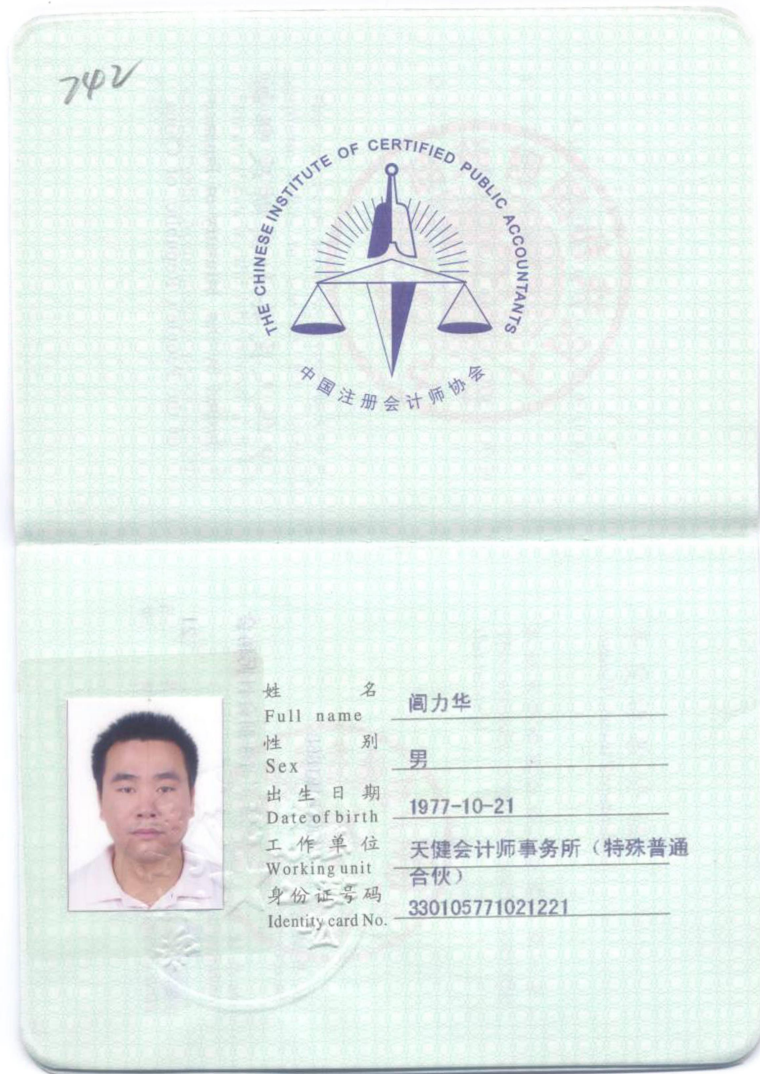 742
THE CHINESE INSTITUTE OF CERTIFIED PUBLIC ACCOUNTANTS
中国注册会计师协会
姓 名 闾力华
Full name
性 别 男
Sex
出生日期 1977-10-21
Date of birth
工作单位 天健会计师事务所（特殊普通
Working unit 合伙）
身份证号码 330105771021221
Identity card No.